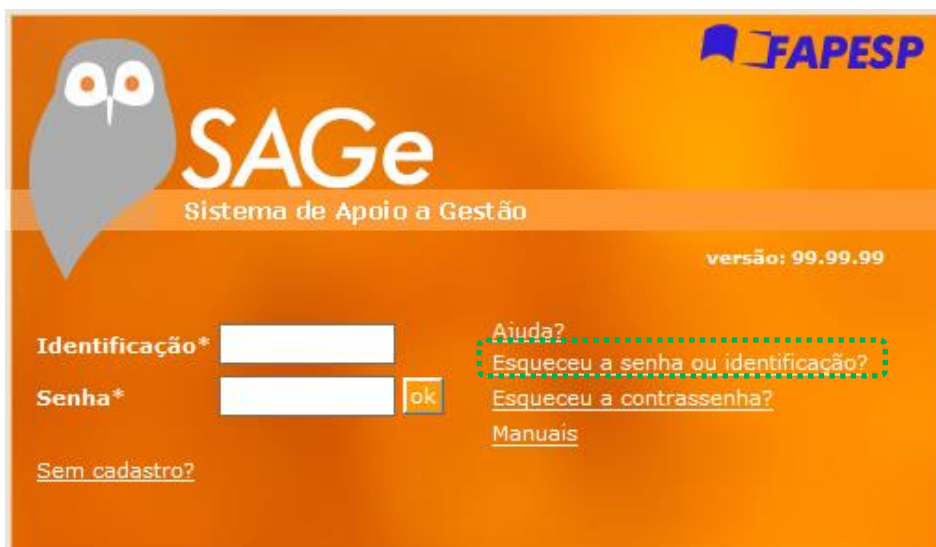 FAPESP
SAGe
Sistema de Apoio a Gestão
versão: 99.99.99
Identificação*
Senha*
ok
Sem cadastro?
Ajuda?
Esqueceu a senha ou identificação?
Esqueceu a contrassenha?
Manuais